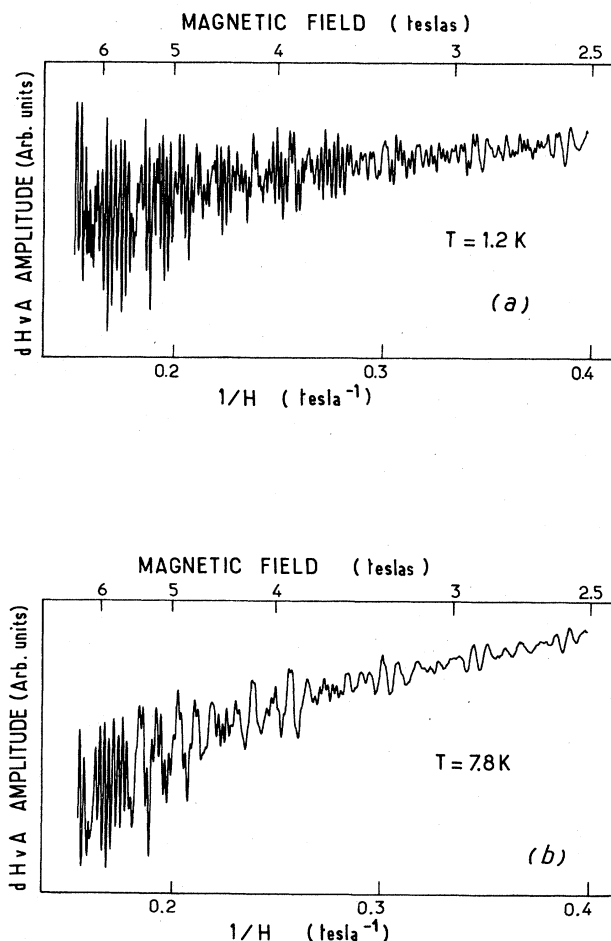 MAGNETIC FIELD (teslas)
6 5 4 3 2.5
dHvA AMPLITUDE (Arb. units)
T = 1.2 K
(a)
0.2 0.3 0.4
1/H (tesla⁻¹)
MAGNETIC FIELD (teslas)
6 5 4 3 2.5
dHvA AMPLITUDE (Arb. units)
T = 7.8 K
(b)
0.2 0.3 0.4
1/H (tesla⁻¹)